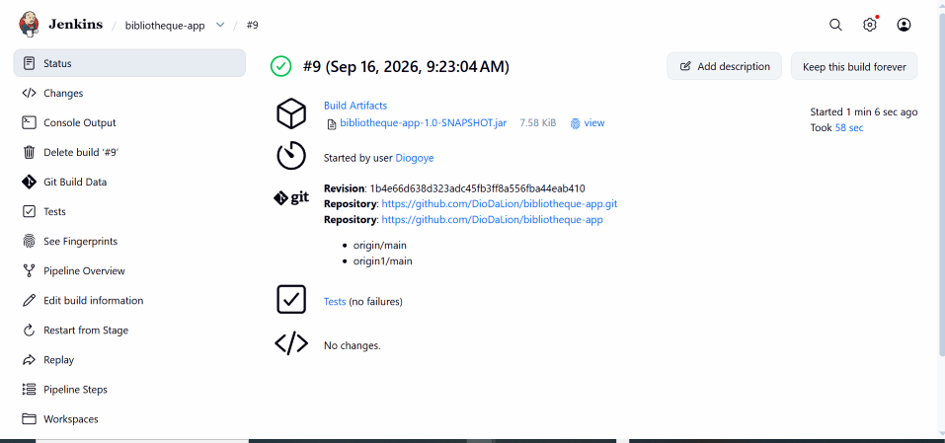 Jenkins / bibliotheque-app / #9
Status
Changes
Console Output
Delete build '#9'
Git Build Data
Tests
See Fingerprints
Pipeline Overview
Edit build information
Restart from Stage
Replay
Pipeline Steps
Workspaces
#9 (Sep 16, 2026, 9:23:04 AM)
Add description
Keep this build forever
Started 1 min 6 sec ago
Took 58 sec
Build Artifacts
bibliotheque-app-1.0-SNAPSHOT.jar 7.58 KiB view
Started by user Diogoye
git
Revision: 1b4e66d638d323adc45fb3ff8a556fba44eab410
Repository: https://github.com/DioDaLion/bibliotheque-app.git
Repository: https://github.com/DioDaLion/bibliotheque-app
• origin/main
• origin1/main
Tests (no failures)
No changes.